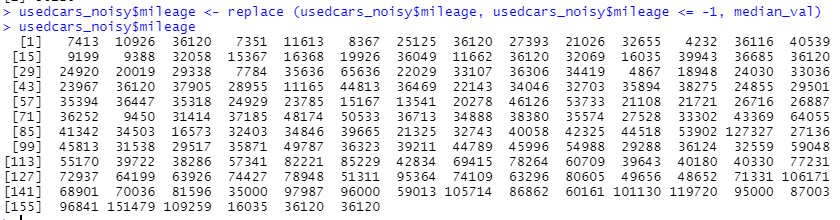 > usedcars_noisy$mileage <- replace (usedcars_noisy$mileage, usedcars_noisy$mileage <= -1, median_val)
> usedcars_noisy$mileage
[1] 7413 10926 36120 7351 11613 8367 25125 36120 27393 21026 32655 4232 36116 40539
[15] 9199 9388 32058 15367 16368 19926 36049 11662 36120 32069 16035 39943 36685 36120
[29] 24920 20019 29338 7784 35636 65636 22029 33107 36306 34419 4867 18948 24030 33036
[43] 23967 36120 37905 28955 11165 44813 36469 22143 34046 32703 35894 38275 24855 29501
[57] 35394 36447 35318 24929 23785 15167 13541 20278 46126 53733 21108 21721 26716 26887
[71] 36252 9450 31414 37185 48174 50533 36713 34888 38380 35574 27528 33302 43369 64055
[85] 41342 34503 16573 32403 34846 39665 21325 32743 40058 42325 44518 53902 127327 27136
[99] 45813 31538 29517 35871 49787 36323 39211 44789 45996 54988 29288 36124 32559 59048
[113] 55170 39722 38286 57341 82221 85229 42834 69415 78264 60709 39643 40180 40330 77231
[127] 72937 64199 63926 74427 78948 51311 95364 74109 63296 80605 49656 48652 71331 106171
[141] 68901 70036 81596 35000 97987 96000 59013 105714 86862 60161 101130 119720 95000 87003
[155] 96841 151479 109259 16035 36120 36120